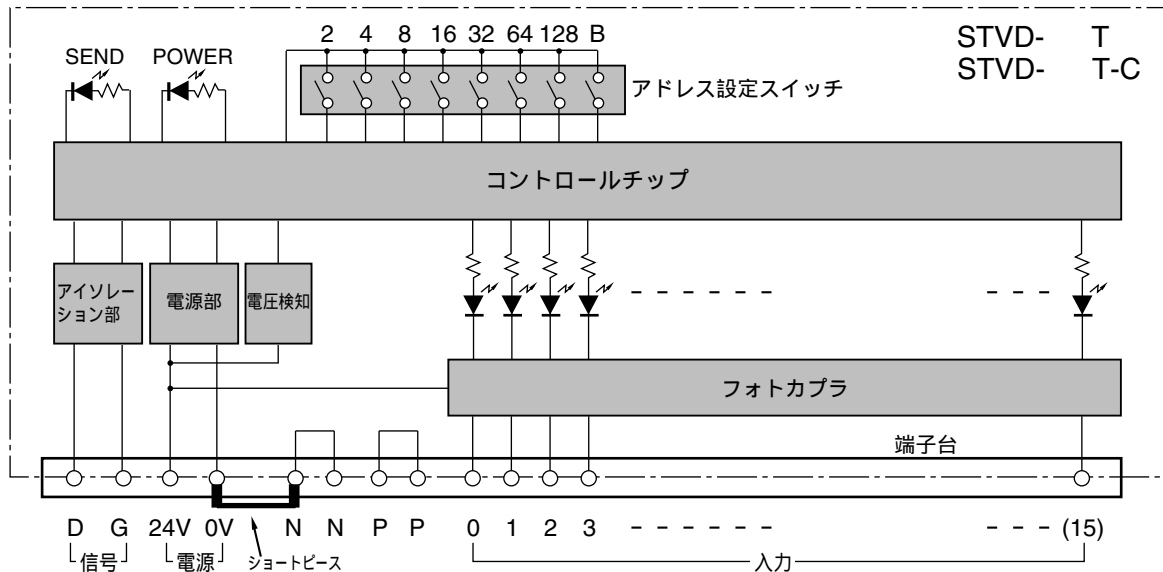 SEND POWER 2 4 8 16 32 64 128 B STVD- T
STVD- T-C
アドレス設定スイッチ
コントロールチップ
アイソレー
ション部
電源部
電圧検知
フォトカプラ
端子台
D G 24V 0V N N P P 0 1 2 3 (15)
信号 電源 ショートピース 入力